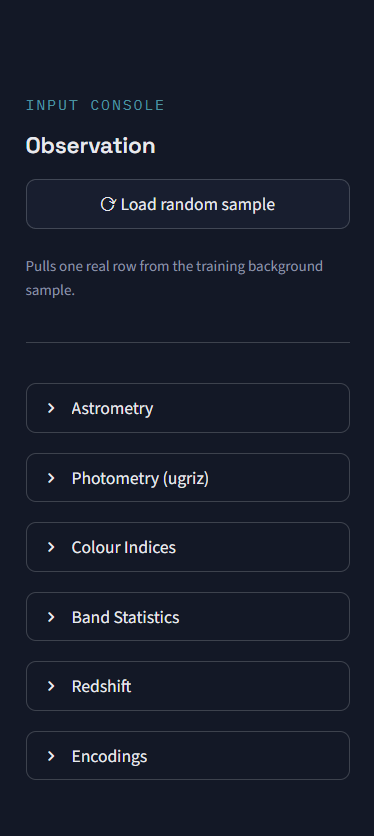 INPUT CONSOLE
Observation
Load random sample
Pulls one real row from the training background
sample.
Astrometry
Photometry (ugriz)
Colour Indices
Band Statistics
Redshift
Encodings